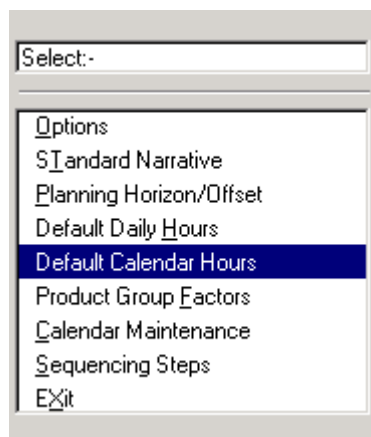 Select:-
Options
STandard Narrative
Planning Horizon/Offset
Default Daily Hours
Default Calendar Hours
Product Group Factors
Calendar Maintenance
Sequencing Steps
EXit